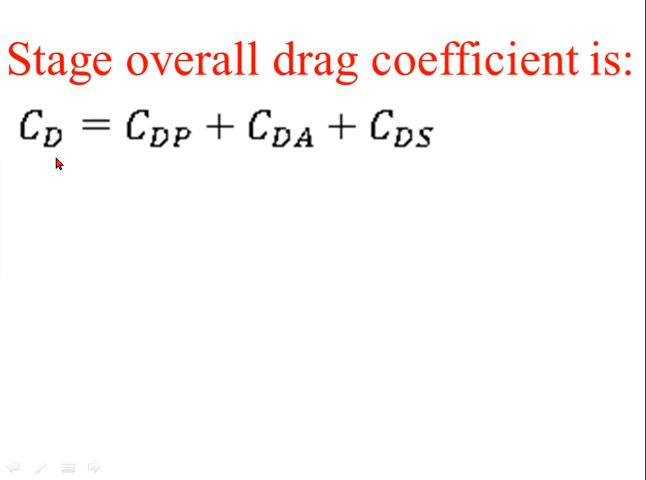 Stage overall drag coefficient is:
C_D = C_DP + C_DA + C_DS